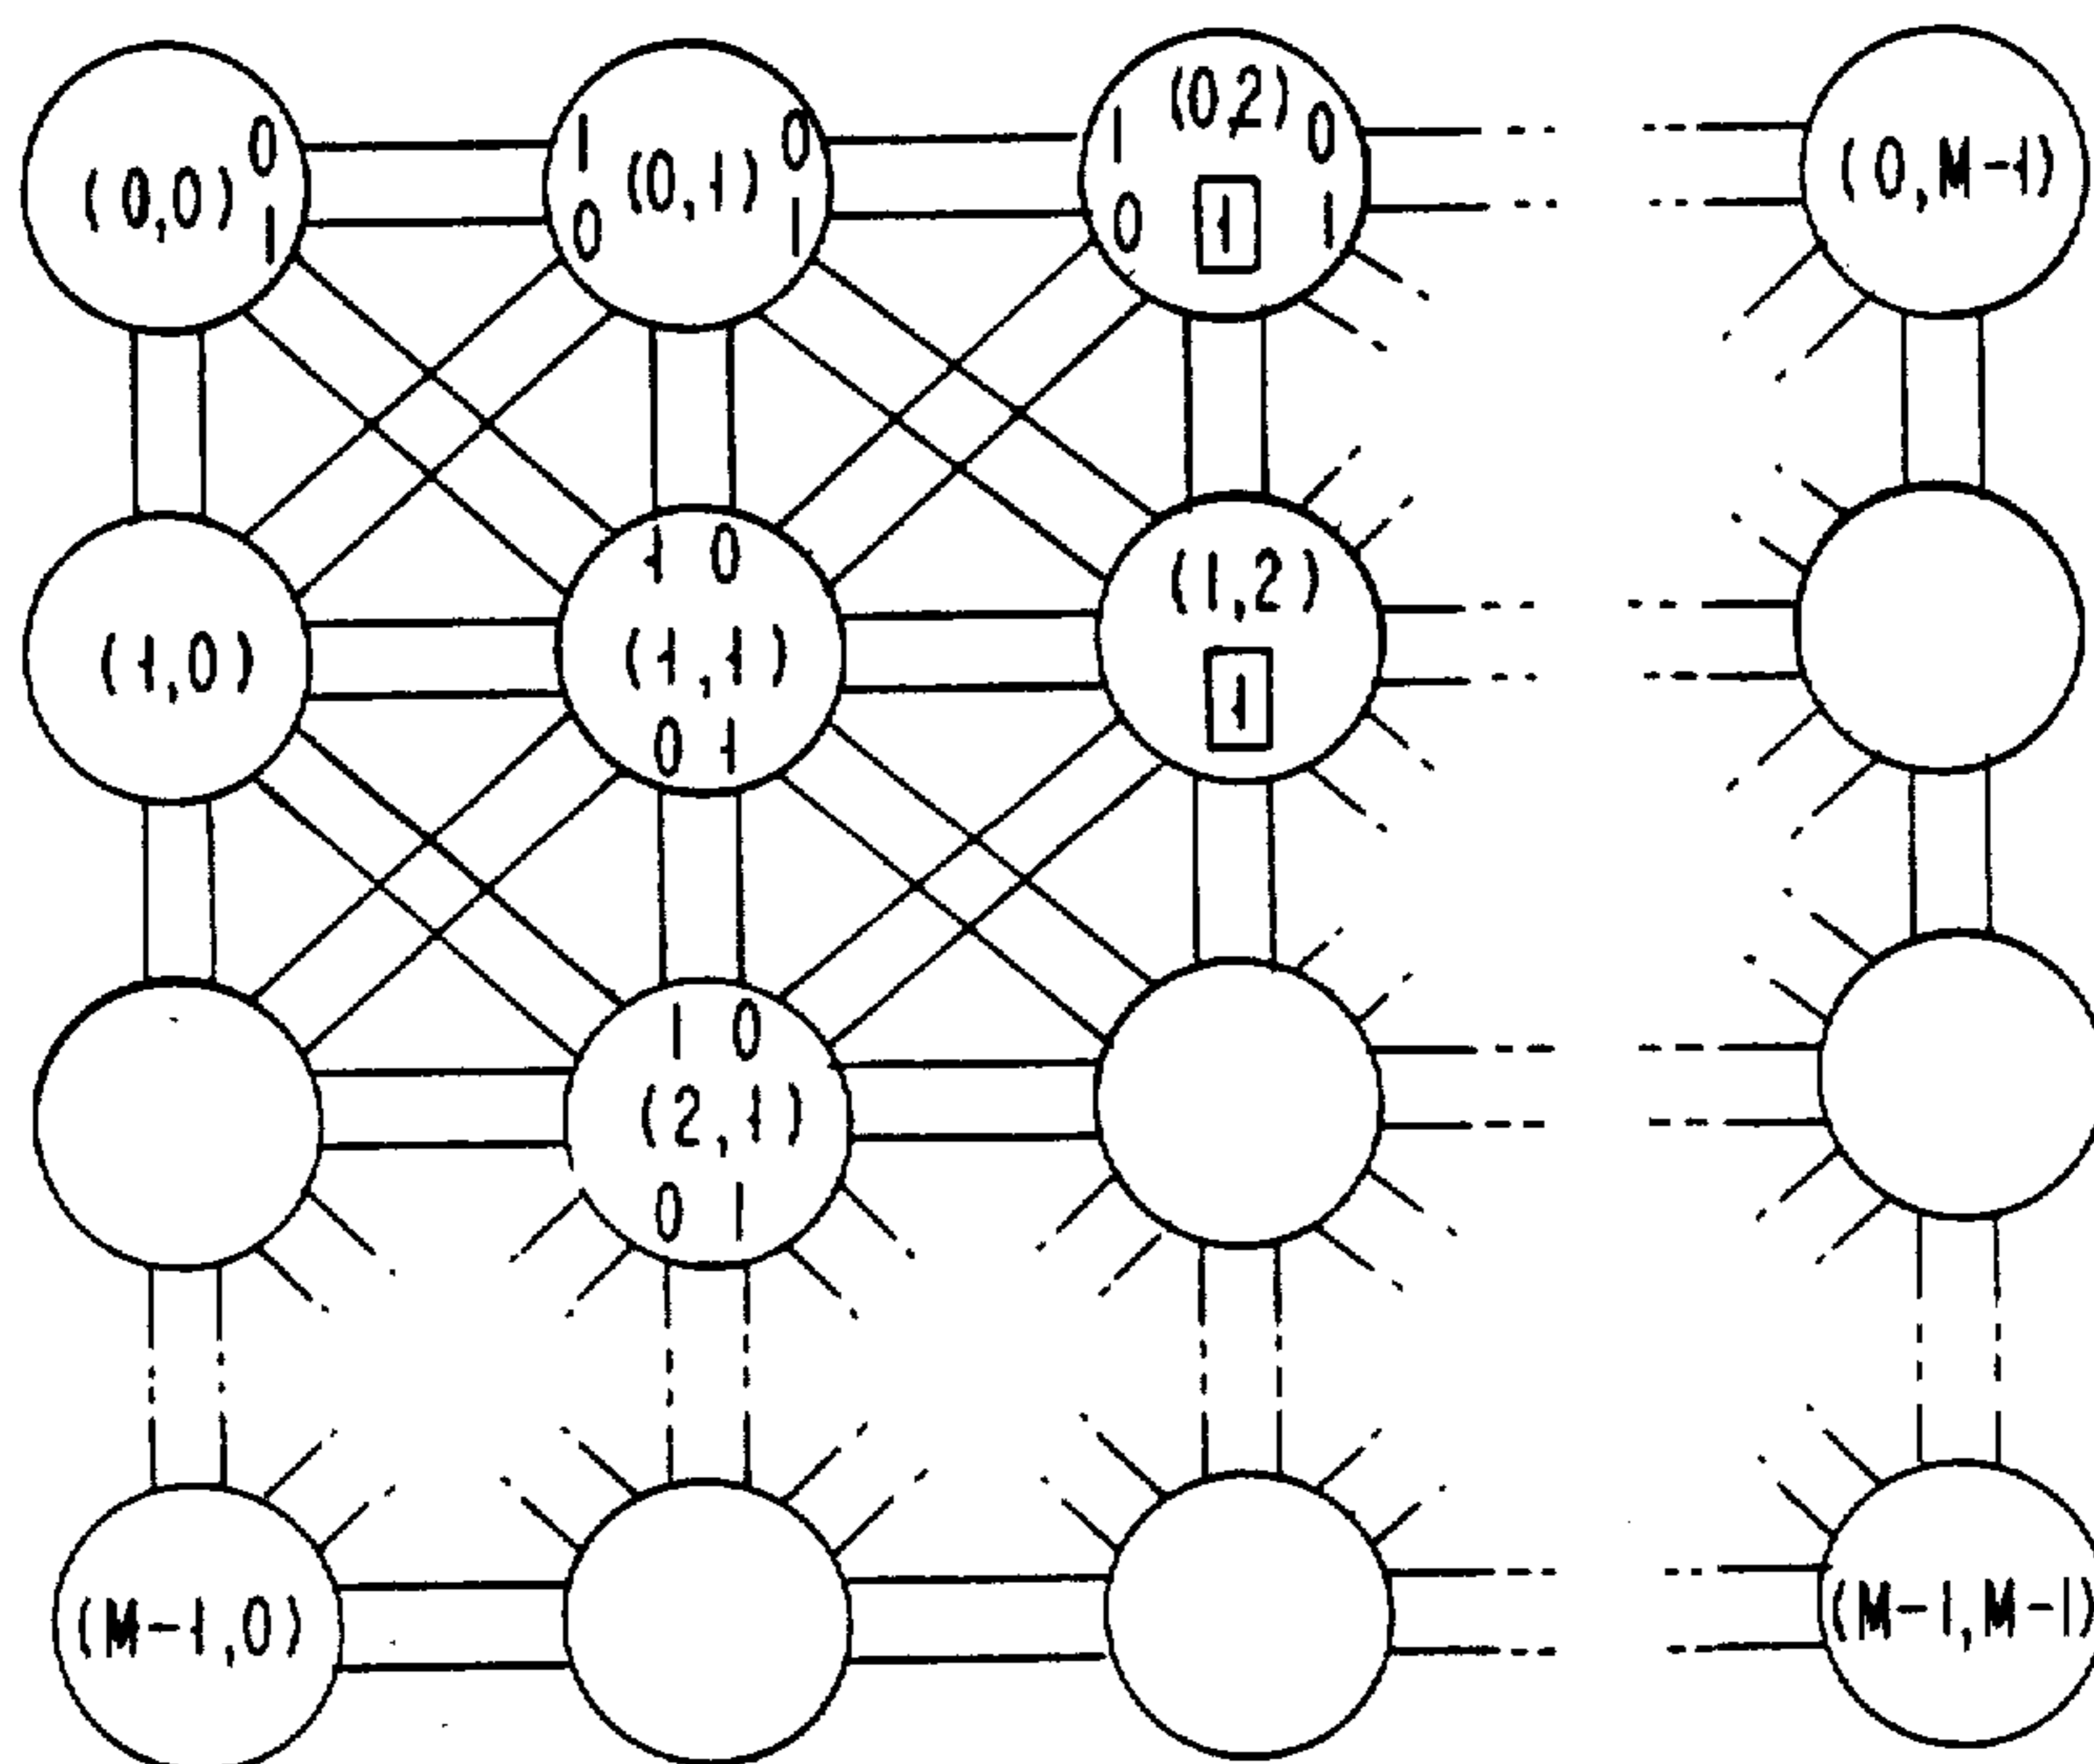 (0,0) 0 1
1 0 (0,1) 0 1
1 0 (0,2) 1 0 1
(0,M-1)
(1,0)
1 0
(1,1)
0 1
(1,2)
1
1 0
(2,1)
0 1
(M-1,0)
(M-1,M-1)